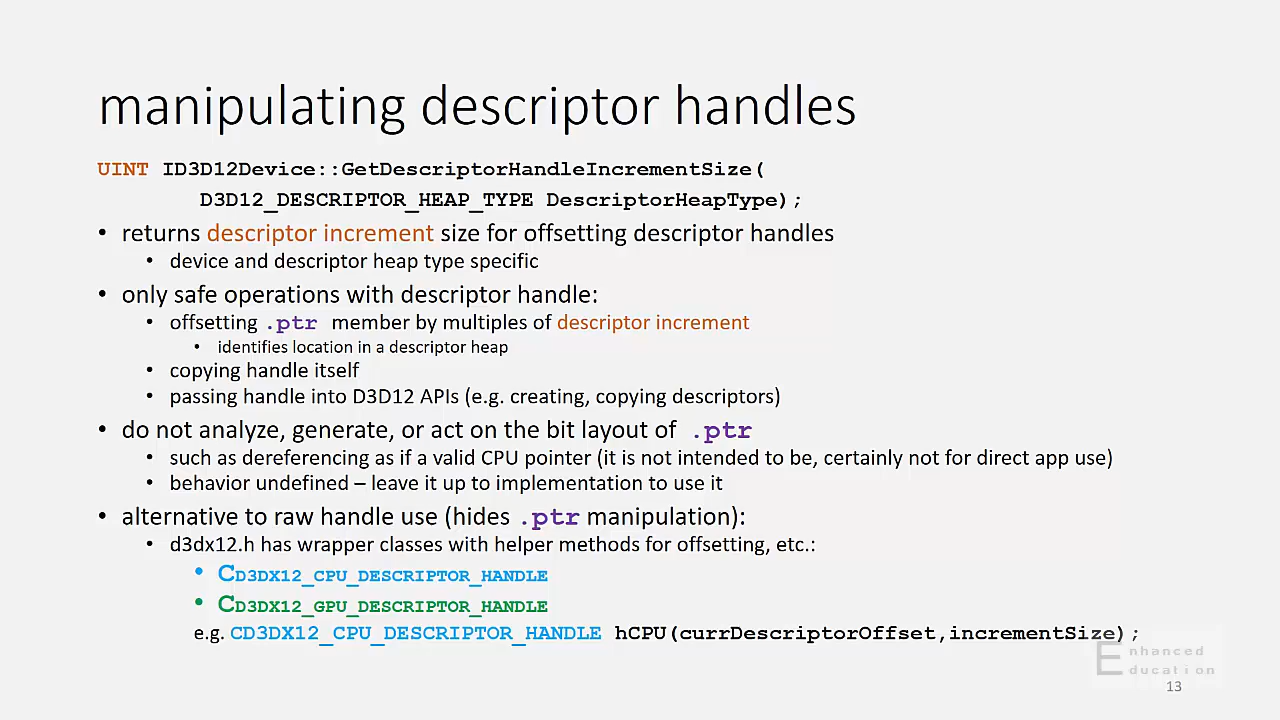 manipulating descriptor handles
UINT ID3D12Device::GetDescriptorHandleIncrementSize(
D3D12_DESCRIPTOR_HEAP_TYPE DescriptorHeapType);
• returns descriptor increment size for offsetting descriptor handles
• device and descriptor heap type specific
• only safe operations with descriptor handle:
• offsetting .ptr member by multiples of descriptor increment
• identifies location in a descriptor heap
• copying handle itself
• passing handle into D3D12 APIs (e.g. creating, copying descriptors)
• do not analyze, generate, or act on the bit layout of .ptr
• such as dereferencing as if a valid CPU pointer (it is not intended to be, certainly not for direct app use)
• behavior undefined – leave it up to implementation to use it
• alternative to raw handle use (hides .ptr manipulation):
• d3dx12.h has wrapper classes with helper methods for offsetting, etc.:
• CD3DX12_CPU_DESCRIPTOR_HANDLE
• CD3DX12_GPU_DESCRIPTOR_HANDLE
e.g. CD3DX12_CPU_DESCRIPTOR_HANDLE hCPU(currDescriptorOffset,incrementSize);
Enhanced
Education
13